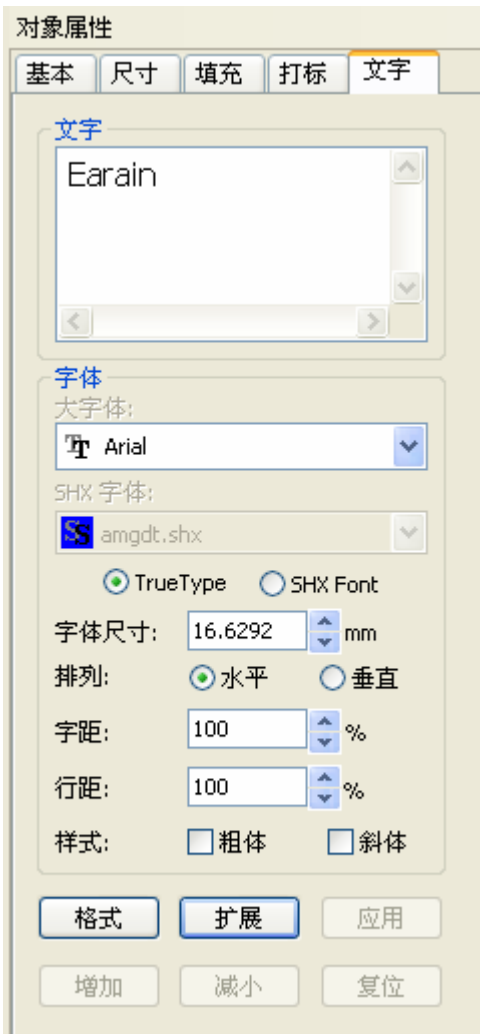 对象属性
基本 尺寸 填充 打标 文字
文字
Earain
字体
大字体:
Arial
SHX 字体:
amgdt.shx
TrueType SHX Font
字体尺寸: 16.6292 mm
排列: 水平 垂直
字距: 100 %
行距: 100 %
样式: 粗体 斜体
格式 扩展 应用
增加 减小 复位